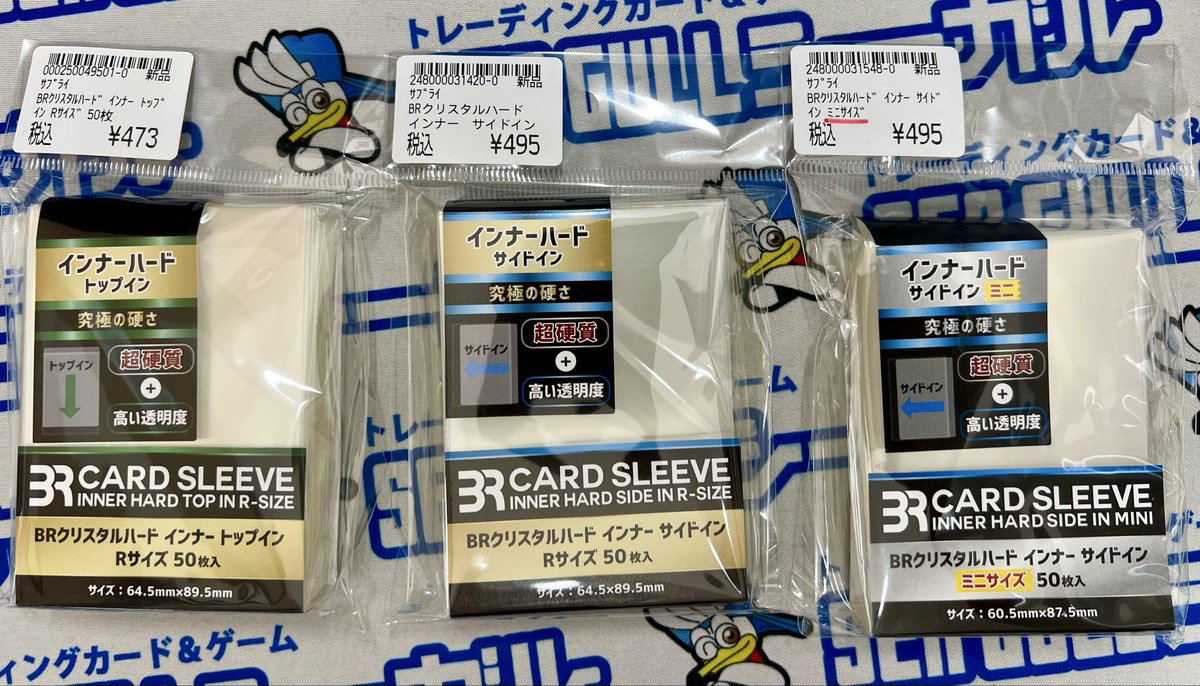 トレーディングカード&ゲーム
000250049501-0 新品
サプライ
BRクリスタルハード インナー トップ
イン Rサイズ 50枚
税込 ¥473
インナーハード
トップイン
究極の硬さ
トップイン
超硬質
+
高い透明度
BR CARD SLEEVE
INNER HARD TOP IN R-SIZE
BRクリスタルハード インナー トップイン
Rサイズ 50枚入
サイズ：64.5mm×89.5mm
248000031420-0 新品
サプライ
BRクリスタルハード
インナー サイドイン
税込 ¥495
インナーハード
サイドイン
究極の硬さ
サイドイン
超硬質
+
高い透明度
BR CARD SLEEVE
INNER HARD SIDE IN R-SIZE
BRクリスタルハード インナー サイドイン
Rサイズ 50枚入
サイズ：64.5mm×89.5mm
248000031548-0 新品
サプライ
BRクリスタルハード インナー サイド
イン ミニサイズ
税込 ¥495
インナーハード
サイドイン ミニ
究極の硬さ
サイドイン
超硬質
+
高い透明度
BR CARD SLEEVE
INNER HARD SIDE IN MINI
BRクリスタルハード インナー サイドイン
ミニサイズ 50枚入
サイズ：60.5mm×87.5mm